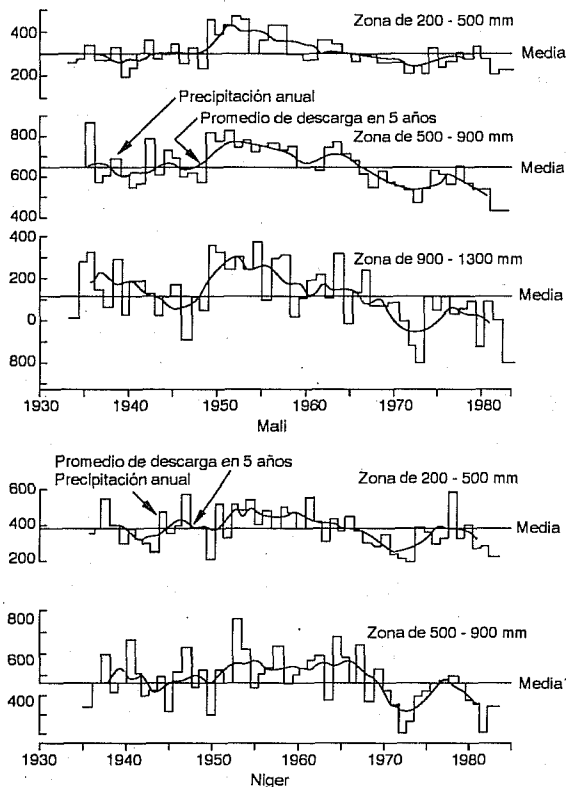 400
Zona de 200 - 500 mm
Media
200
Precipitación anual
Promedio de descarga en 5 años
800
Zona de 500 - 900 mm
Media
600
400
400
Zona de 900 - 1300 mm
200
Media
0
800
1930 1940 1950 1960 1970 1980
Mali
Promedio de descarga en 5 años
Precipitación anual
Zona de 200 - 500 mm
600
400
Media
200
800
Zona de 500 - 900 mm
600
Media
400
1930 1940 1950 1960 1970 1980
Niger